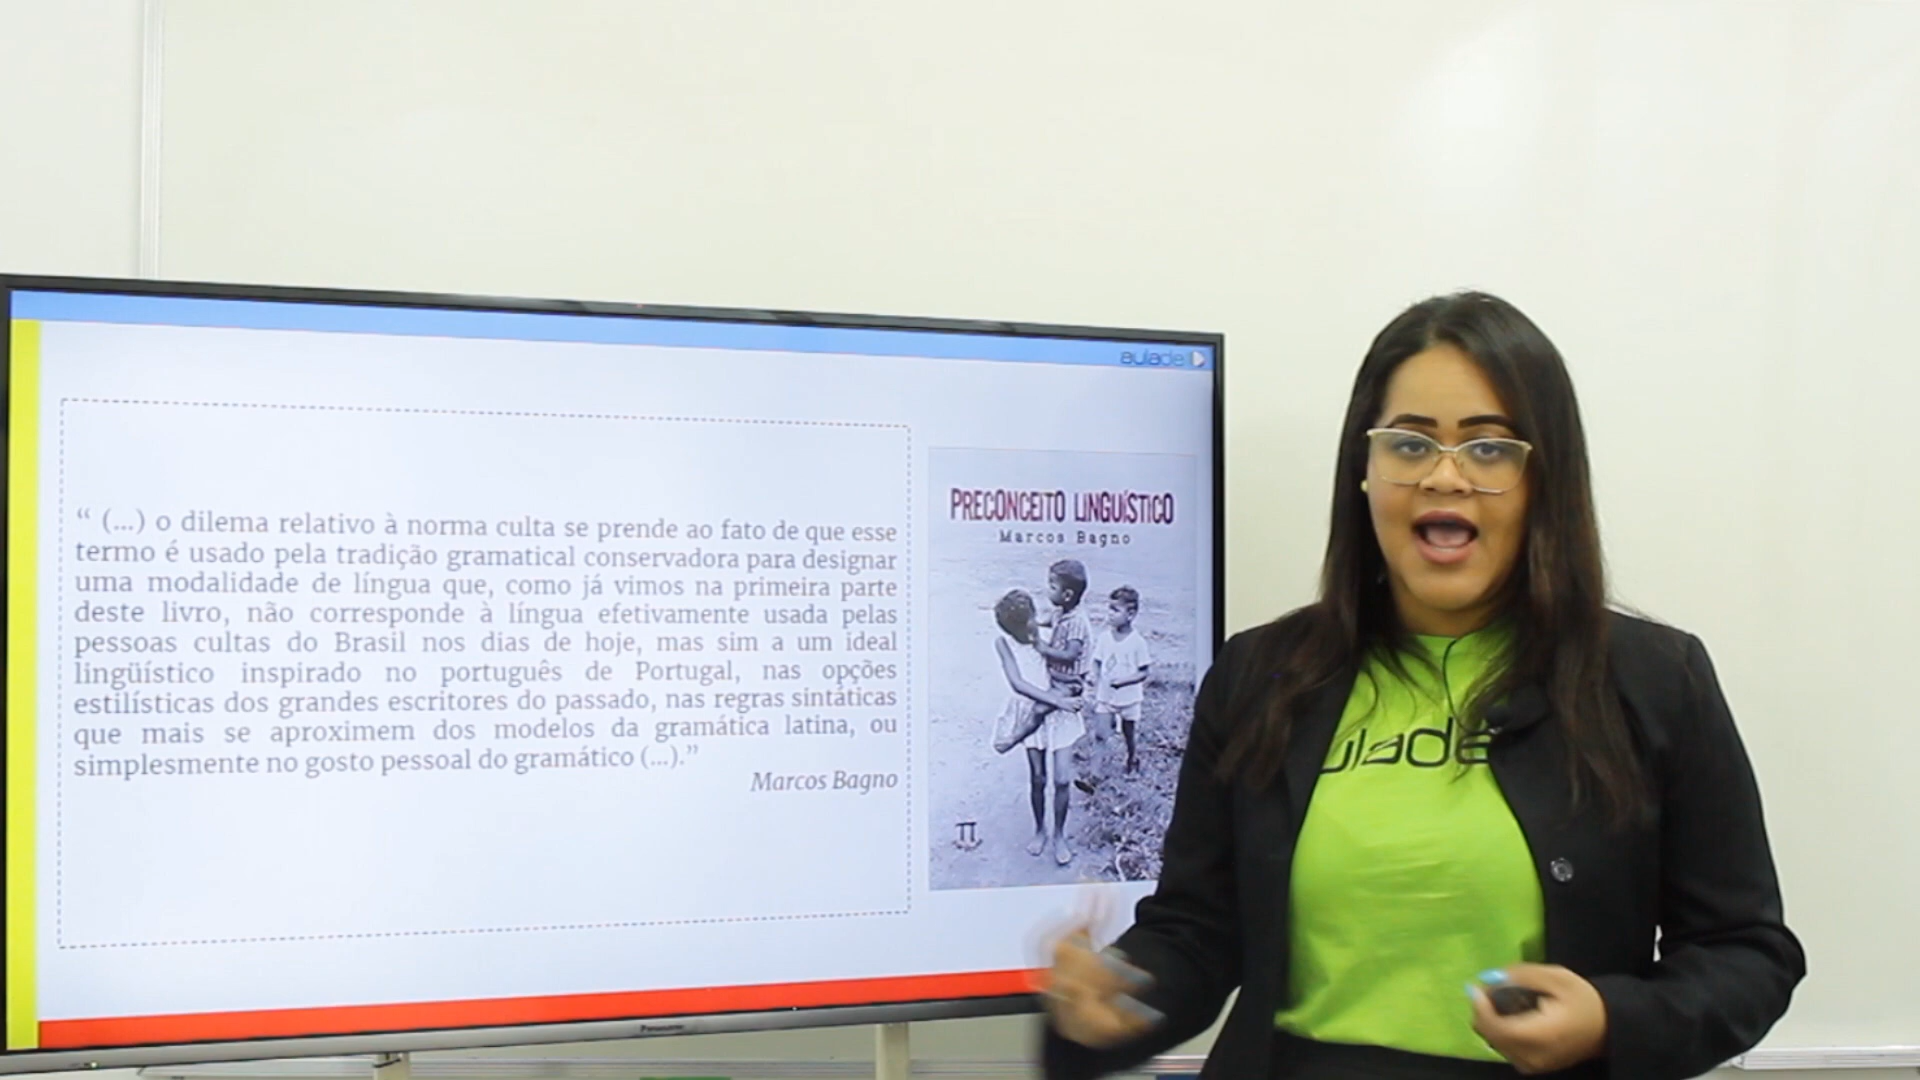 aulade
“ (...) o dilema relativo à norma culta se prende ao fato de que esse
termo é usado pela tradição gramatical conservadora para designar
uma modalidade de língua que, como já vimos na primeira parte
deste livro, não corresponde à língua efetivamente usada pelas
pessoas cultas do Brasil nos dias de hoje, mas sim a um ideal
lingüístico inspirado no português de Portugal, nas opções
estilísticas dos grandes escritores do passado, nas regras sintáticas
que mais se aproximem dos modelos da gramática latina, ou
simplesmente no gosto pessoal do gramático (...).”
Marcos Bagno
PRECONCEITO LINGUÍSTICO
Marcos Bagno
ulade
Panasonic